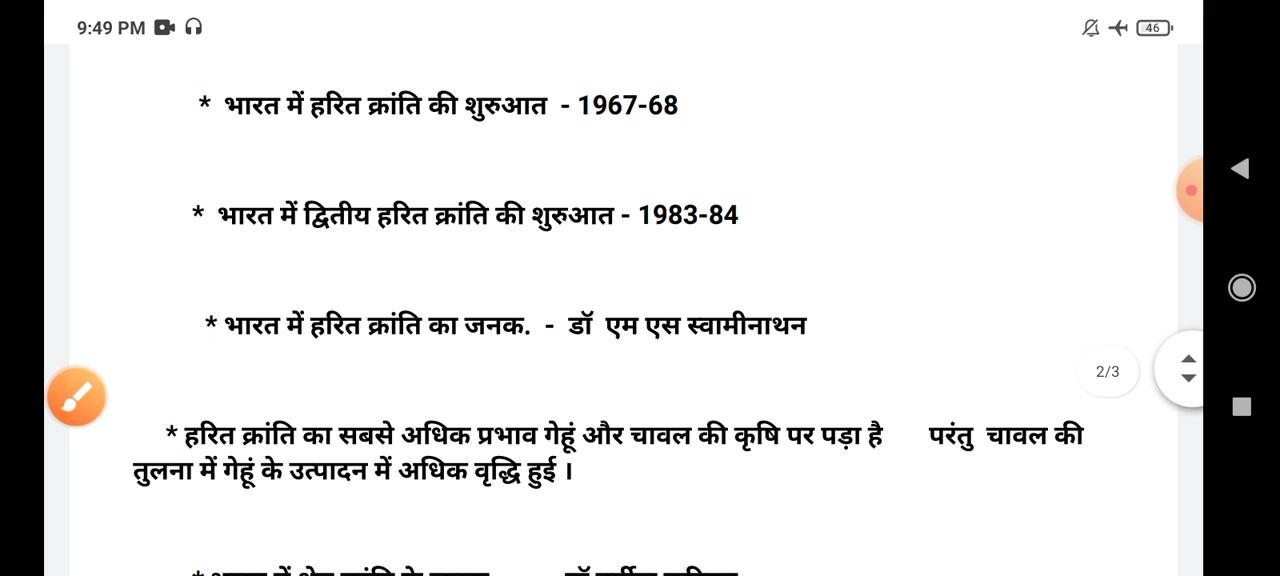 9:49 PM 46
* भारत में हरित क्रांति की शुरुआत - 1967-68
* भारत में द्वितीय हरित क्रांति की शुरुआत - 1983-84
* भारत में हरित क्रांति का जनक. - डॉ एम एस स्वामीनाथन
2/3
* हरित क्रांति का सबसे अधिक प्रभाव गेहूं और चावल की कृषि पर पड़ा है परंतु चावल की
तुलना में गेहूं के उत्पादन में अधिक वृद्धि हुई ।